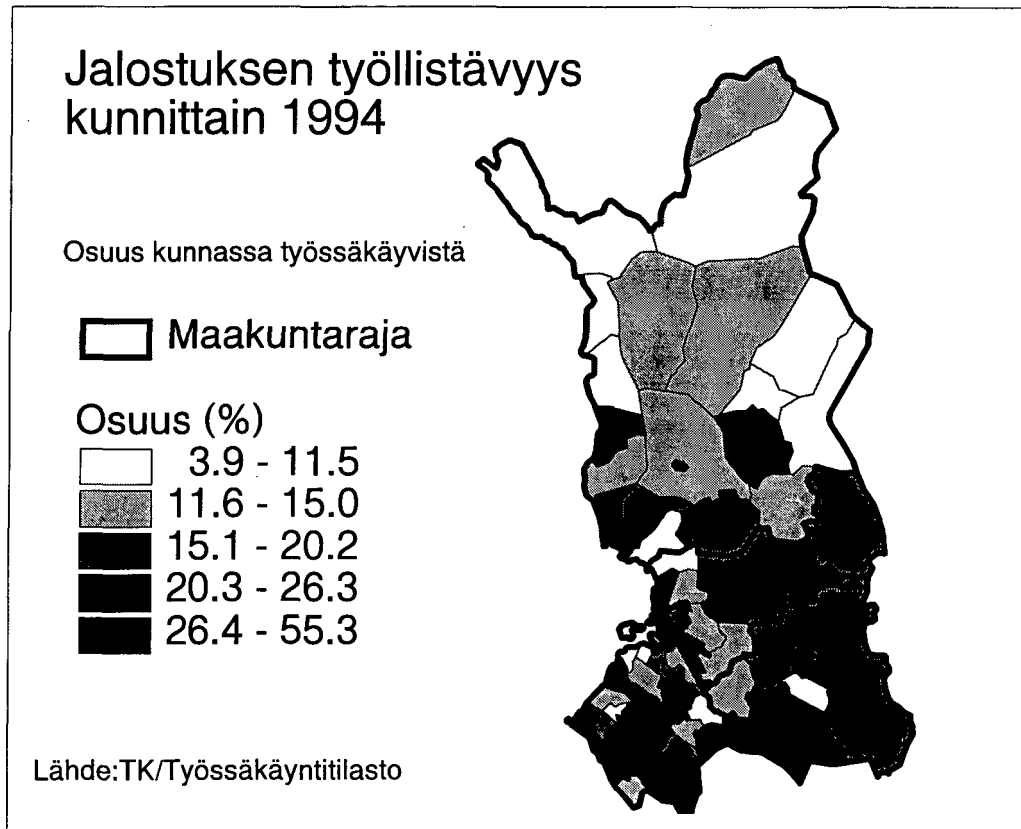 Jalostuksen työllistävyys
kunnittain 1994
Osuus kunnassa työssäkäyvistä
Maakuntaraja
Osuus (%)
3.9 - 11.5
11.6 - 15.0
15.1 - 20.2
20.3 - 26.3
26.4 - 55.3
Lähde:TK/Työssäkäyntitilasto